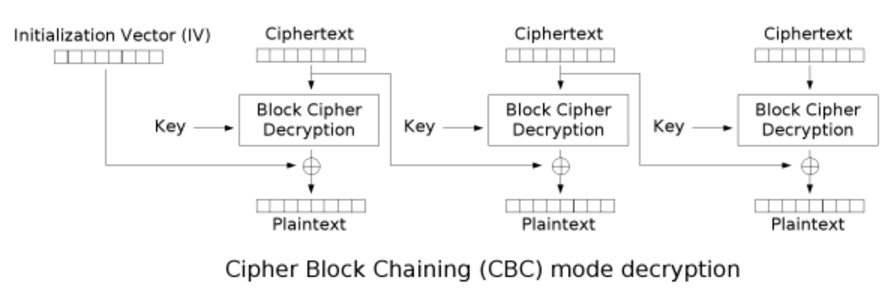 Initialization Vector (IV)
Ciphertext
Ciphertext
Ciphertext
Key
Block Cipher
Decryption
Key
Block Cipher
Decryption
Key
Block Cipher
Decryption
Plaintext
Plaintext
Plaintext
Cipher Block Chaining (CBC) mode decryption